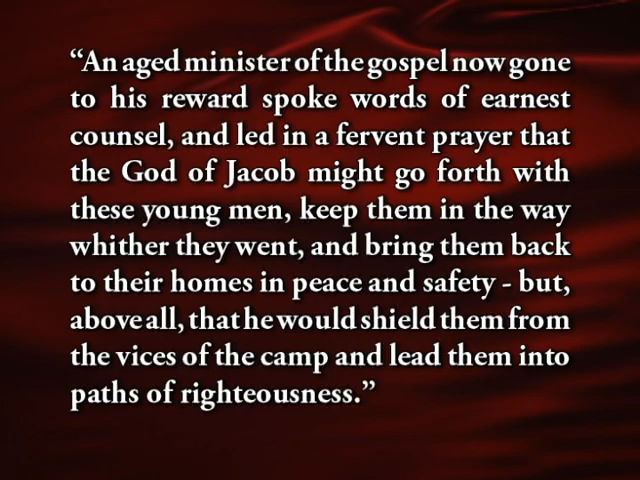 “An aged minister of the gospel now gone
to his reward spoke words of earnest
counsel, and led in a fervent prayer that
the God of Jacob might go forth with
these young men, keep them in the way
whither they went, and bring them back
to their homes in peace and safety - but,
above all, that he would shield them from
the vices of the camp and lead them into
paths of righteousness.”